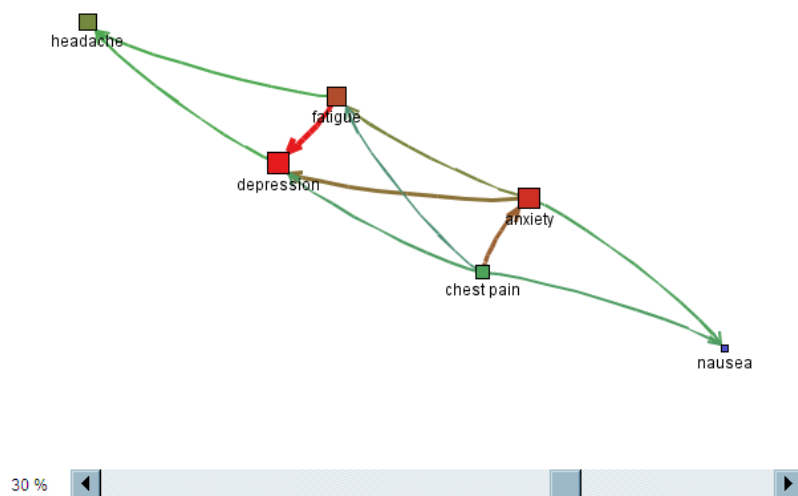 headache
fatigue
depression
anxiety
chest pain
nausea
30 %